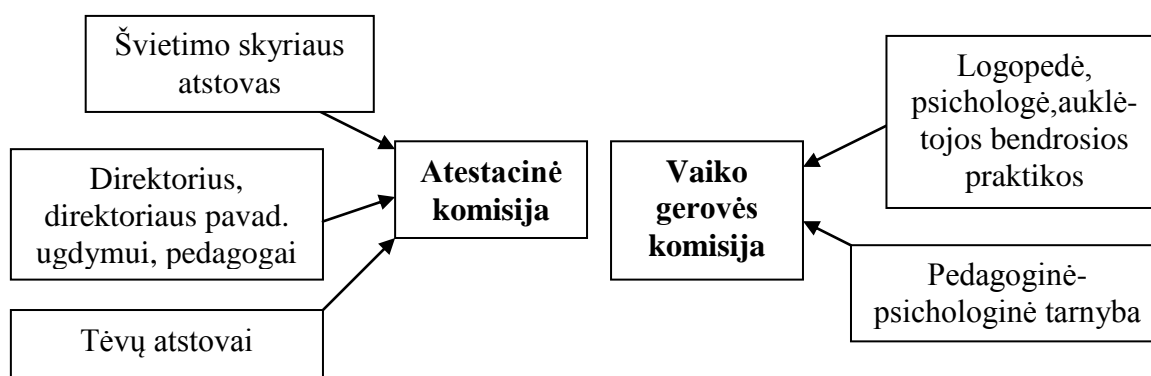 Švietimo skyriaus
atstovas
Direktorius,
direktoriaus pavad.
ugdymui, pedagogai
Tėvų atstovai
Atestacinė
komisija
Vaiko
gerovės
komisija
Logopedė,
psichologė,auklė-
tojos bendrosios
praktikos
Pedagoginė-
psichologinė tarnyba